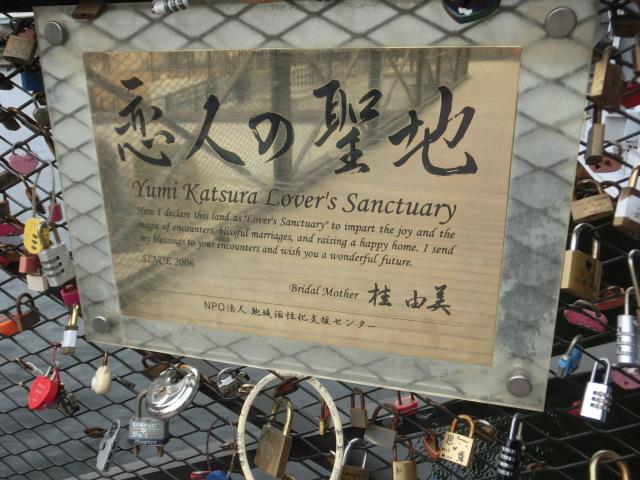 恋人の聖地
Yumi Katsura Lover's Sanctuary
Here I declare this land as "Lover's Sanctuary" to impart the joy and the
magic of encounters, blissful marriages, and raising a happy home. I send
my blessings to your encounters and wish you a wonderful future.
SINCE 2006
Bridal Mother 桂 由美
NPO法人 地域活性化支援センター
Master